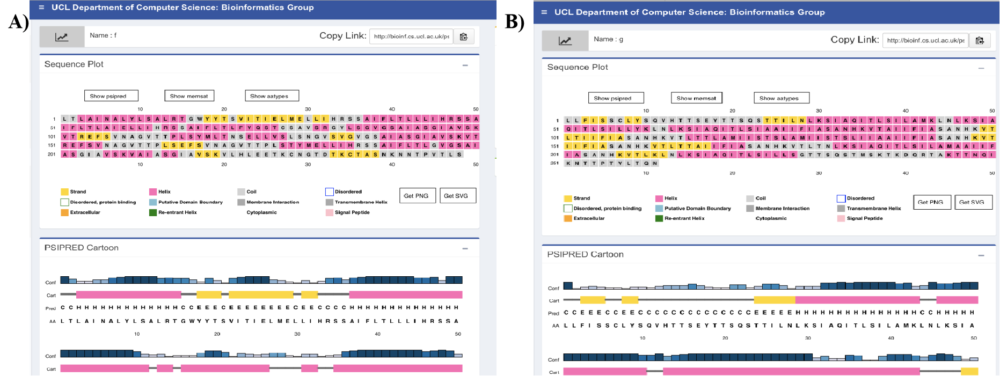 A)
≡ UCL Department of Computer Science: Bioinformatics Group
Name : f
Copy Link: http://bioinf.cs.ucl.ac.uk/ps
Sequence Plot
Show psipred Show memsat Show aatypes
10 20 30 40 50
1 L T L A I N A L Y L S A L R T G W Y Y T S V I T I E L M E L L I H R S S A I F L T L L L I H R S S A
51 I F L T L A I E L L I H R S S A I F L T L F Y Q S T C S A V S R G Y L S G V G S A I A S G I A V S K
101 V T R E F S V N A G V T T P L S Y M L T N S E L L V S L S N G V S V G V G S A I A S G I A V S K V T
151 R E F S V N A G V T T P L S E F S V N A G V T T P L S T Y M E L L I H R S S A I F L T L G V G S A I
201 A S G I A V S K V A I A S G I A V S K V L H L E E T K C N G T D T K C T A S N K N N T P V T L S
10 20 30 40 50
Strand Helix Coil Disordered
Disordered, protein binding Putative Domain Boundary Membrane Interaction Transmembrane Helix
Extracellular Re-entrant Helix Cytoplasmic Signal Peptide
Get PNG Get SVG
PSIPRED Cartoon
Conf
Cart
Pred C C H H H H H H H H H H H H H C C E E E C E E E E E E E E C E E C C C C H H H H H H H H H H H H H H
AA L T L A I N A L Y L S A L R T G W Y Y T S V I T I E L M E L L I H R S S A I F L T L L L I H R S S A
10 20 30 40 50
Conf
Cart
B)
≡ UCL Department of Computer Science: Bioinformatics Group
Name : g
Copy Link: http://bioinf.cs.ucl.ac.uk/ps
Sequence Plot
Show psipred Show memsat Show aatypes
10 20 30 40 50
1 L L F I S S C L Y S Q V H T T S E Y T T S Q S T T I L N L K S I A Q I T L S I L A M K L N L K S I A
51 Q I T L S I L L Y K L N L K S I A Q I T L S I A A I I F I A S A N H K V T A I I F I A S A N H K V T
101 L T I I F I A S A N H K V T L T T L A M I I S T S L A M I I S T S L I I A A I I F I A S A N H K V T
151 I I F I A S A N H K V T L T T A I I F I A S A N H K V T L T N L K S I A Q I T L S I L A M A A I I F
201 I A S A N H K V T L K L N L K S I A Q I T L S I L L S G T T S Q S T M S K T K D Q R T A K T T N Q I
251 K N T T P T Y L T Q N
10 20 30 40 50
Strand Helix Coil Disordered
Disordered, protein binding Putative Domain Boundary Membrane Interaction Transmembrane Helix
Extracellular Re-entrant Helix Cytoplasmic Signal Peptide
Get PNG Get SVG
PSIPRED Cartoon
Conf
Cart
Pred C C E E E C C E E C C C C C C C C C C C C C C E E E E E H H H H H H H H H H H H H H H C C H H H H H
AA L L F I S S C L Y S Q V H T T S E Y T T S Q S T T I L N L K S I A Q I T L S I L A M K L N L K S I A
10 20 30 40 50
Conf
Cart